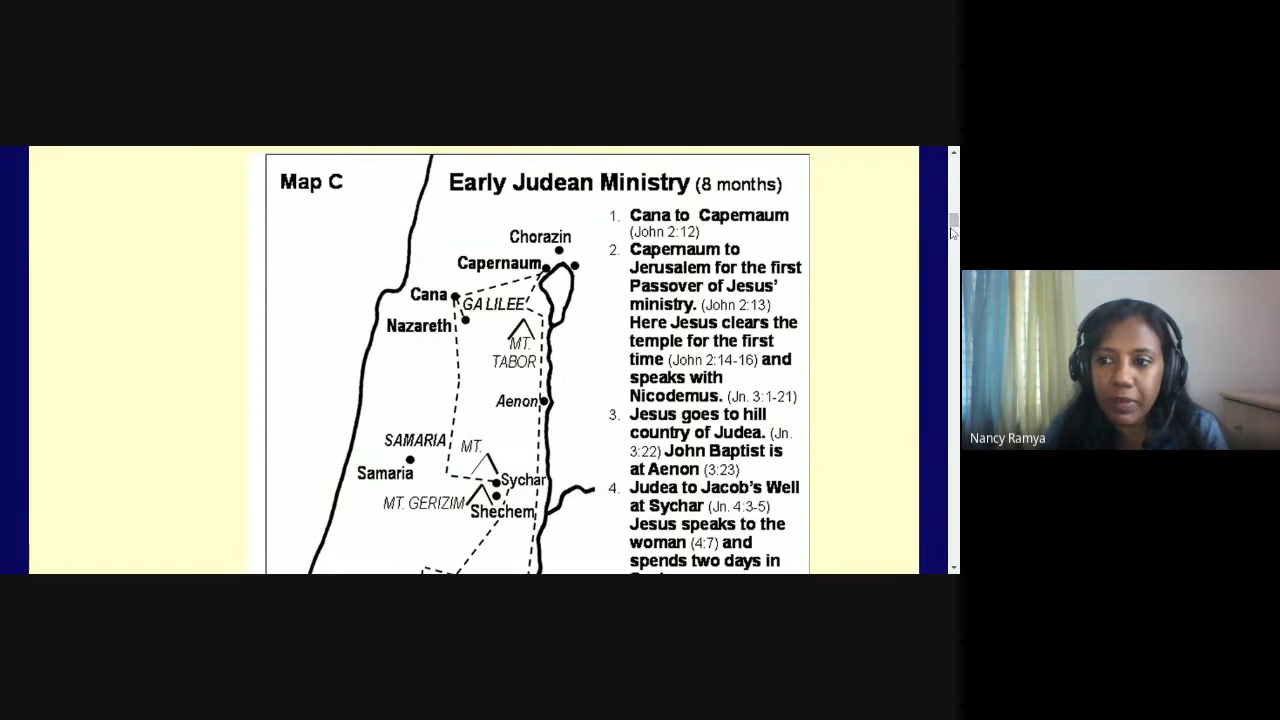 Map C
Early Judean Ministry (8 months)
Chorazin
Capernaum
Cana
GALILEE
Nazareth
MT.
TABOR
Aenon
SAMARIA
Samaria
MT.
Sychar
MT. GERIZIM
Shechem
1. Cana to Capernaum
(John 2:12)
2. Capernaum to
Jerusalem for the first
Passover of Jesus’
ministry. (John 2:13)
Here Jesus clears the
temple for the first
time (John 2:14-16) and
speaks with
Nicodemus. (Jn. 3:1-21)
3. Jesus goes to hill
country of Judea. (Jn.
3:22) John Baptist is
at Aenon (3:23)
4. Judea to Jacob’s Well
at Sychar (Jn. 4:3-5)
Jesus speaks to the
woman (4:7) and
spends two days in
Nancy Ramya